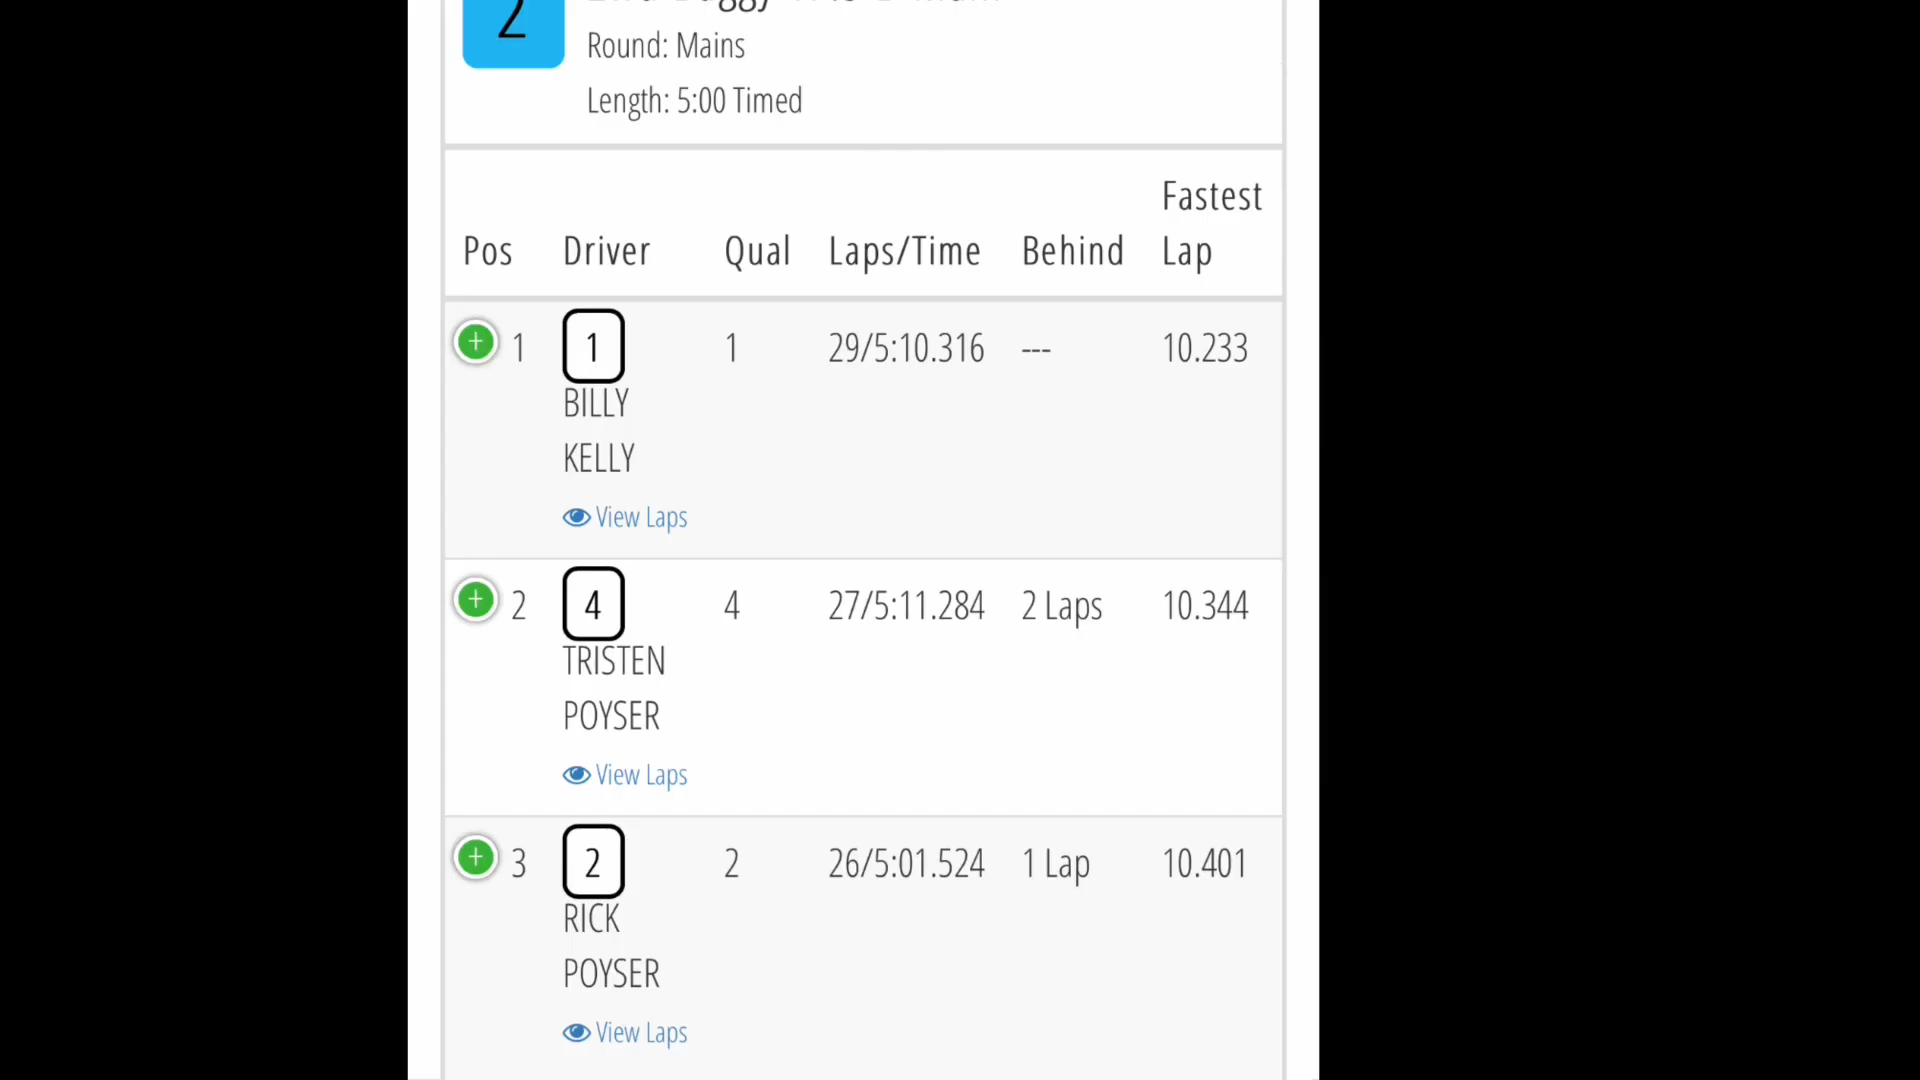 2
Round: Mains
Length: 5:00 Timed
Pos Driver Qual Laps/Time Behind Fastest Lap
1 1 1 29/5:10.316 --- 10.233
BILLY
KELLY
View Laps
2 4 4 27/5:11.284 2 Laps 10.344
TRISTEN
POYSER
View Laps
3 2 2 26/5:01.524 1 Lap 10.401
RICK
POYSER
View Laps